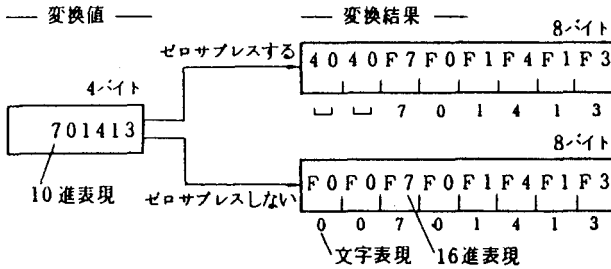 ── 変換値 ──
── 変換結果 ──
8バイト
ゼロサプレスする
4 0 4 0 F 7 F 0 F 1 F 4 F 1 F 3
␣ ␣ 7 0 1 4 1 3
4バイト
701413
8バイト
ゼロサプレスしない
F 0 F 0 F 7 F 0 F 1 F 4 F 1 F 3
0 0 7 0 1 4 1 3
10進表現
文字表現
16進表現